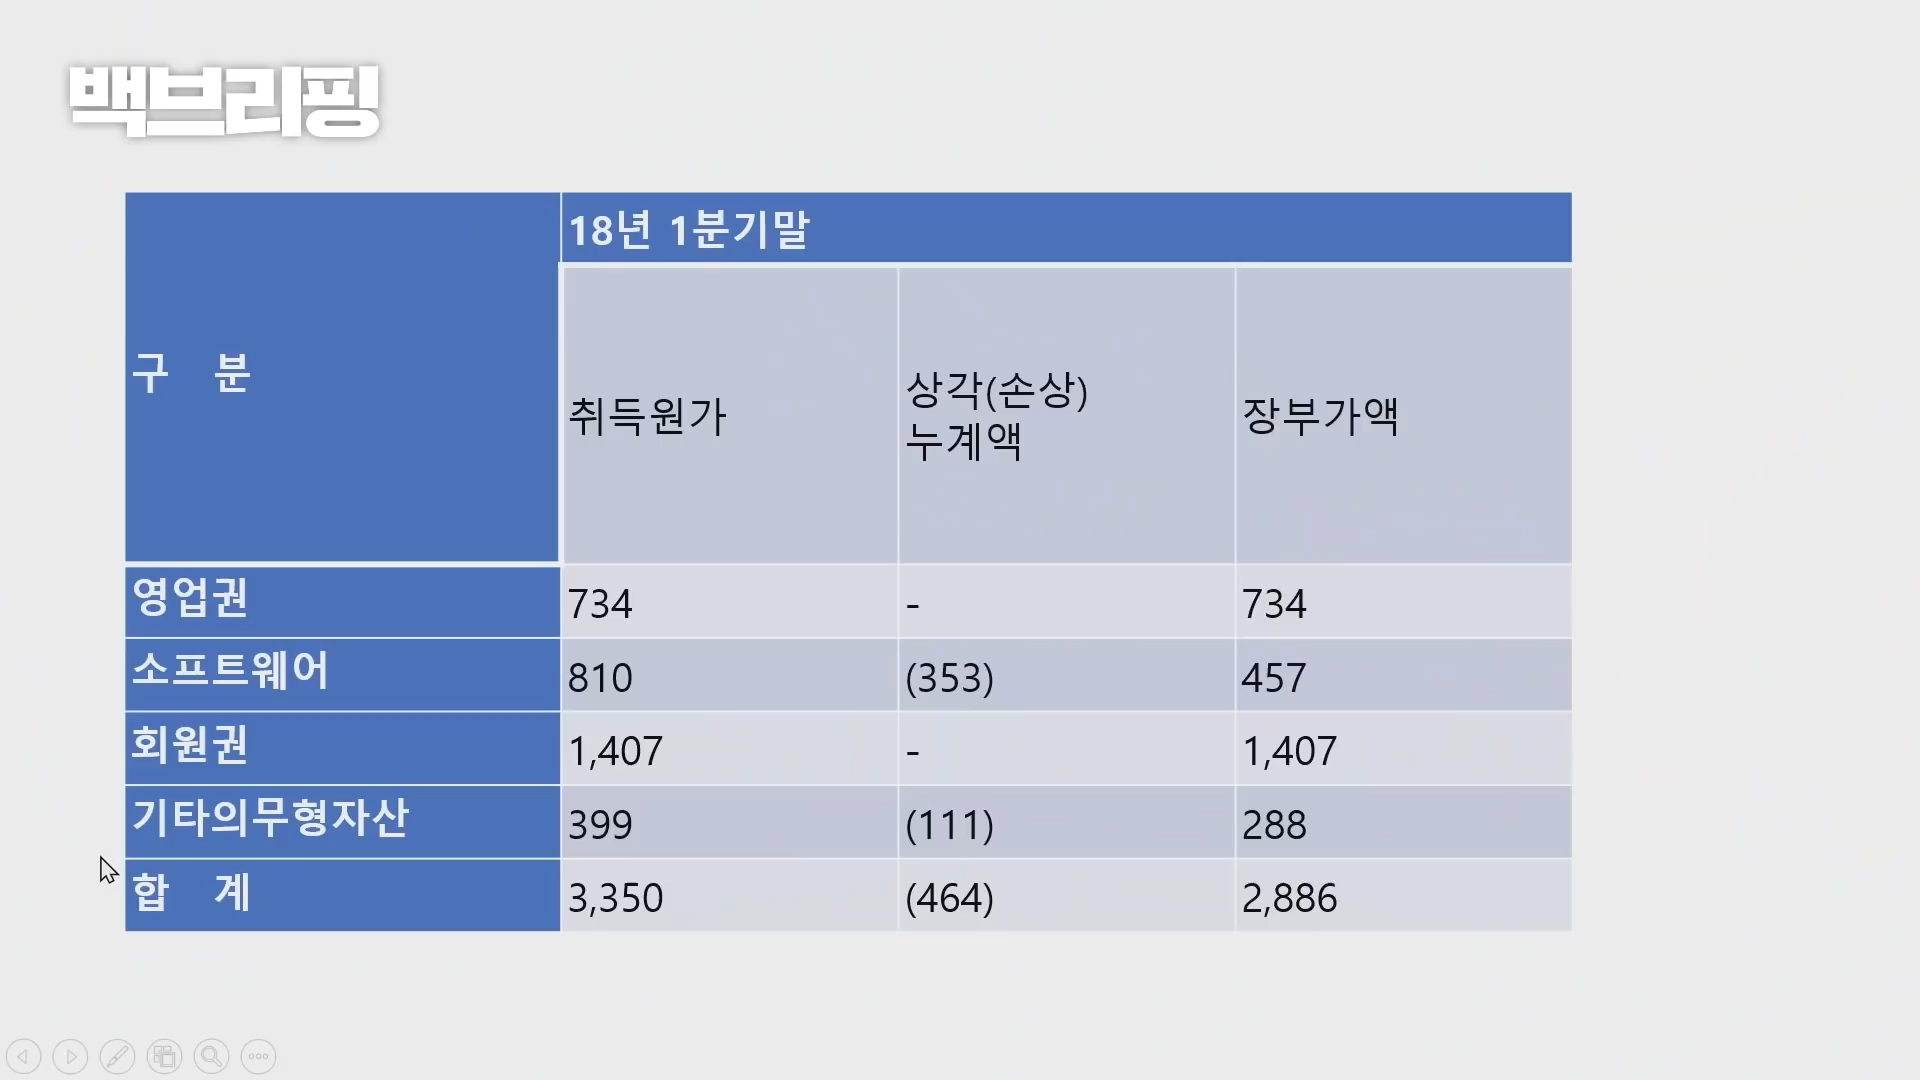 백브리핑
18년 1분기말
구 분
취득원가
상각(손상)
누계액
장부가액
영업권 734 - 734
소프트웨어 810 (353) 457
회원권 1,407 - 1,407
기타의무형자산 399 (111) 288
합 계 3,350 (464) 2,886